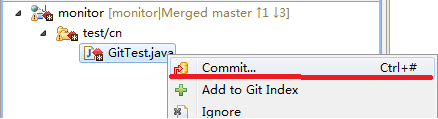 monitor [monitor|Merged master ↑1 ↓3]
test/cn
GitTest.java
Commit... Ctrl+#
Add to Git Index
Ignore